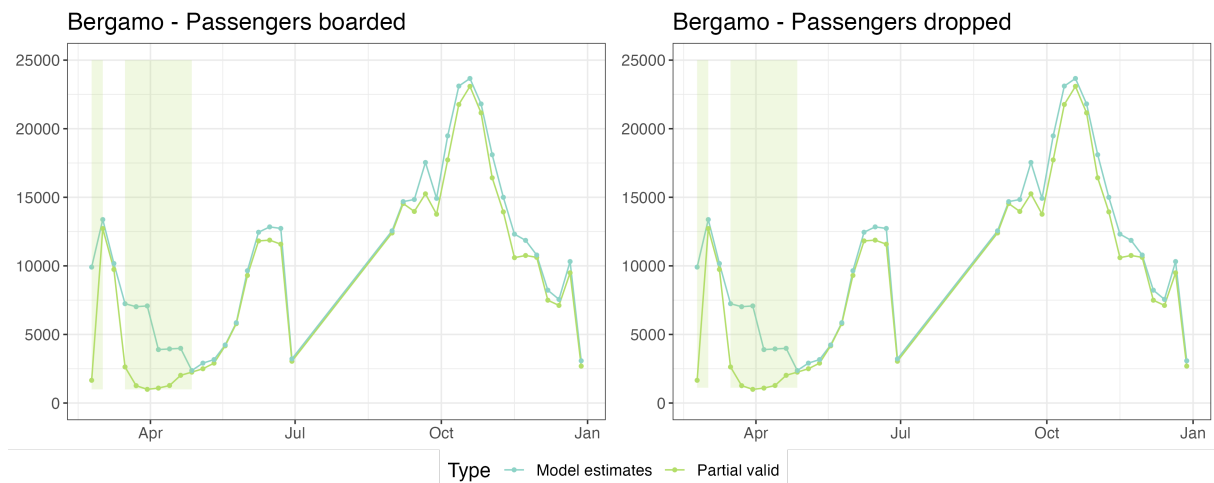 Bergamo - Passengers boarded
25000
20000
15000
10000
5000
0
Apr
Jul
Oct
Jan
Bergamo - Passengers dropped
25000
20000
15000
10000
5000
0
Apr
Jul
Oct
Jan
Type Model estimates Partial valid